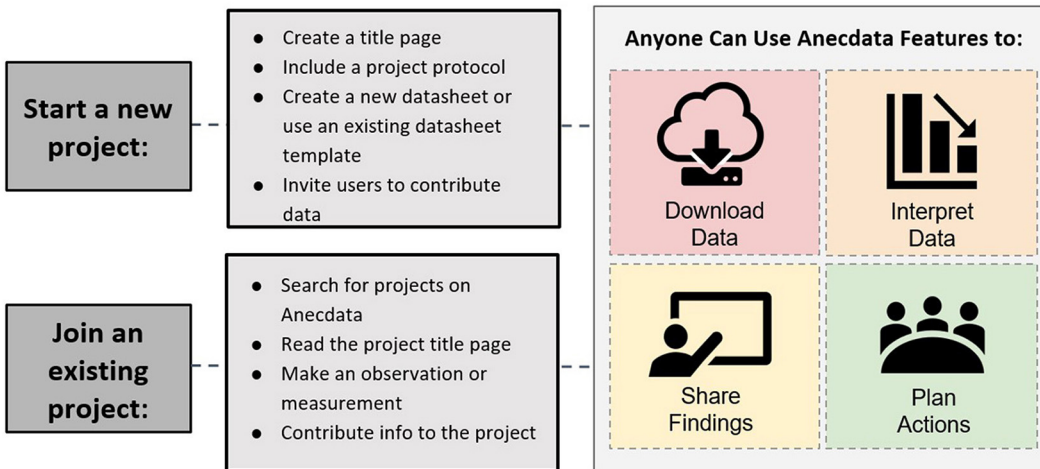 Start a new
project:
● Create a title page
● Include a project protocol
● Create a new datasheet or
use an existing datasheet
template
● Invite users to contribute
data
Join an
existing
project:
● Search for projects on
Anecdata
● Read the project title page
● Make an observation or
measurement
● Contribute info to the project
Anyone Can Use Anecdata Features to:
Download
Data
Interpret
Data
Share
Findings
Plan
Actions